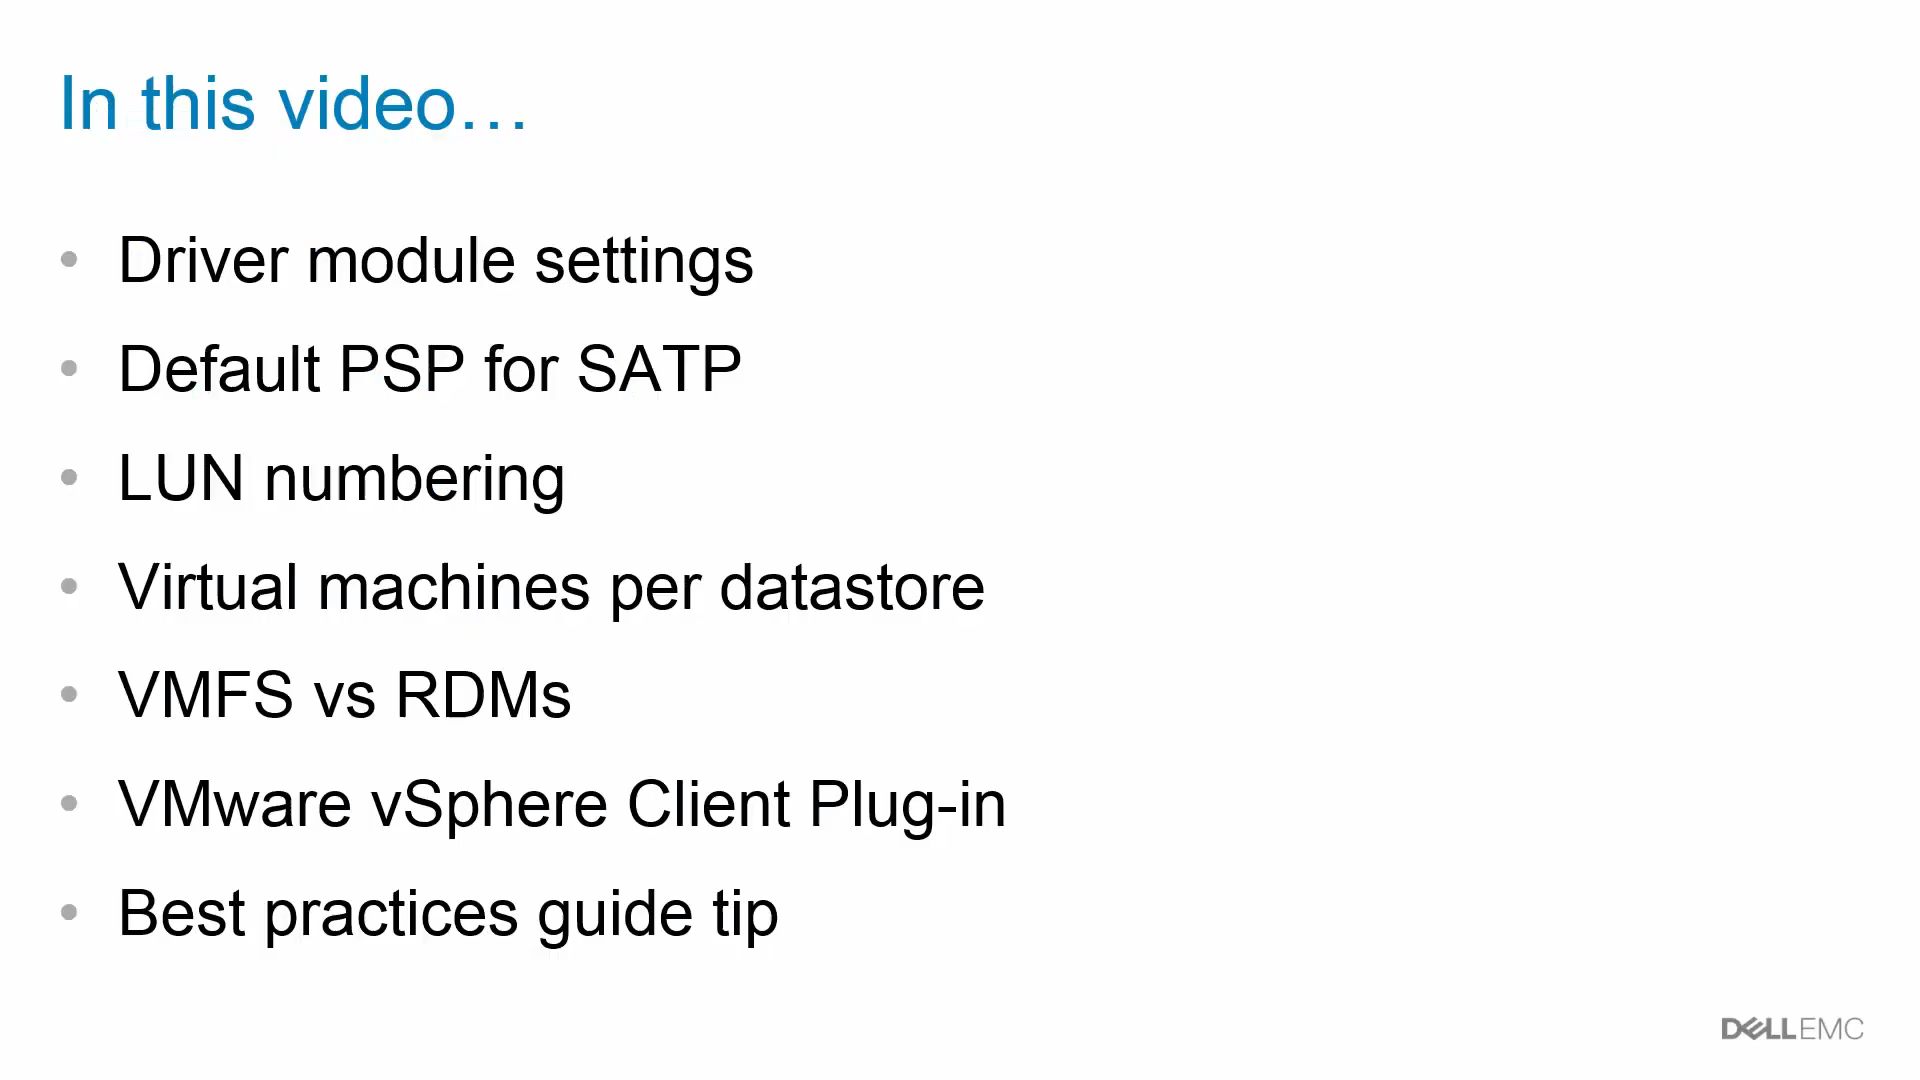 In this video…
• Driver module settings
• Default PSP for SATP
• LUN numbering
• Virtual machines per datastore
• VMFS vs RDMs
• VMware vSphere Client Plug-in
• Best practices guide tip
DELLEMC